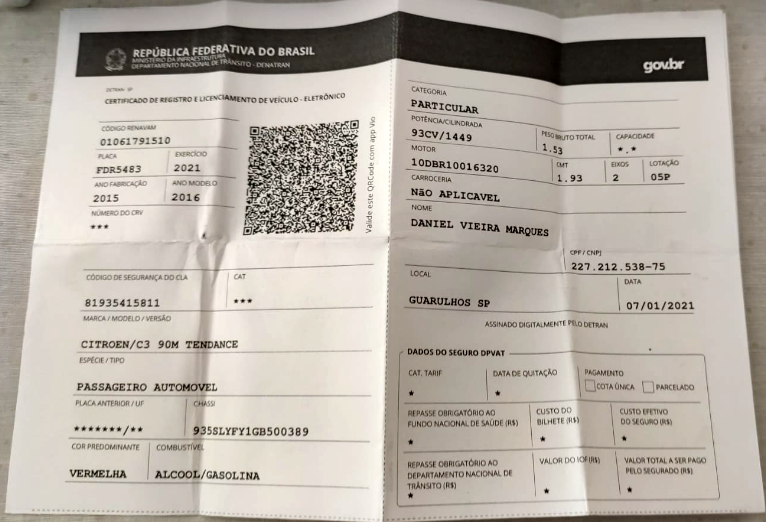 REPÚBLICA FEDERATIVA DO BRASIL
MINISTÉRIO DA INFRAESTRUTURA
DEPARTAMENTO NACIONAL DE TRÂNSITO - DENATRAN
gov.br
DETRAN- SP
CERTIFICADO DE REGISTRO E LICENCIAMENTO DE VEÍCULO - ELETRÔNICO
CÓDIGO RENAVAM
01061791510
PLACA EXERCÍCIO
FDR5483 2021
ANO FABRICAÇÃO ANO MODELO
2015 2016
NÚMERO DO CRV
***
Valide este QRCode com app Vio
CÓDIGO DE SEGURANÇA DO CLA CAT
81935415811 ***
MARCA / MODELO / VERSÃO
CITROEN/C3 90M TENDANCE
ESPÉCIE / TIPO
PASSAGEIRO AUTOMOVEL
PLACA ANTERIOR / UF CHASSI
*******/** 935SLYFY1GB500389
COR PREDOMINANTE COMBUSTÍVEL
VERMELHA ALCOOL/GASOLINA
CATEGORIA
PARTICULAR
POTÊNCIA/CILINDRADA PESO BRUTO TOTAL CAPACIDADE
93CV/1449 1.53 *.*
MOTOR CMT EIXOS LOTAÇÃO
10DBR10016320 1.93 2 05P
CARROCERIA
NãO APLICAVEL
NOME
DANIEL VIEIRA MARQUES
CPF / CNPJ
227.212.538-75
LOCAL DATA
GUARULHOS SP 07/01/2021
ASSINADO DIGITALMENTE PELO DETRAN
DADOS DO SEGURO DPVAT
CAT. TARIF DATA DE QUITAÇÃO PAGAMENTO
* * COTA ÚNICA PARCELADO
REPASSE OBRIGATÓRIO AO CUSTO DO CUSTO EFETIVO
FUNDO NACIONAL DE SAÚDE (R$) BILHETE (R$) DO SEGURO (R$)
* * *
REPASSE OBRIGATÓRIO AO VALOR DO IOF(R$) VALOR TOTAL A SER PAGO
DEPARTAMENTO NACIONAL DE PELO SEGURADO (R$)
TRÂNSITO (R$)
* * *